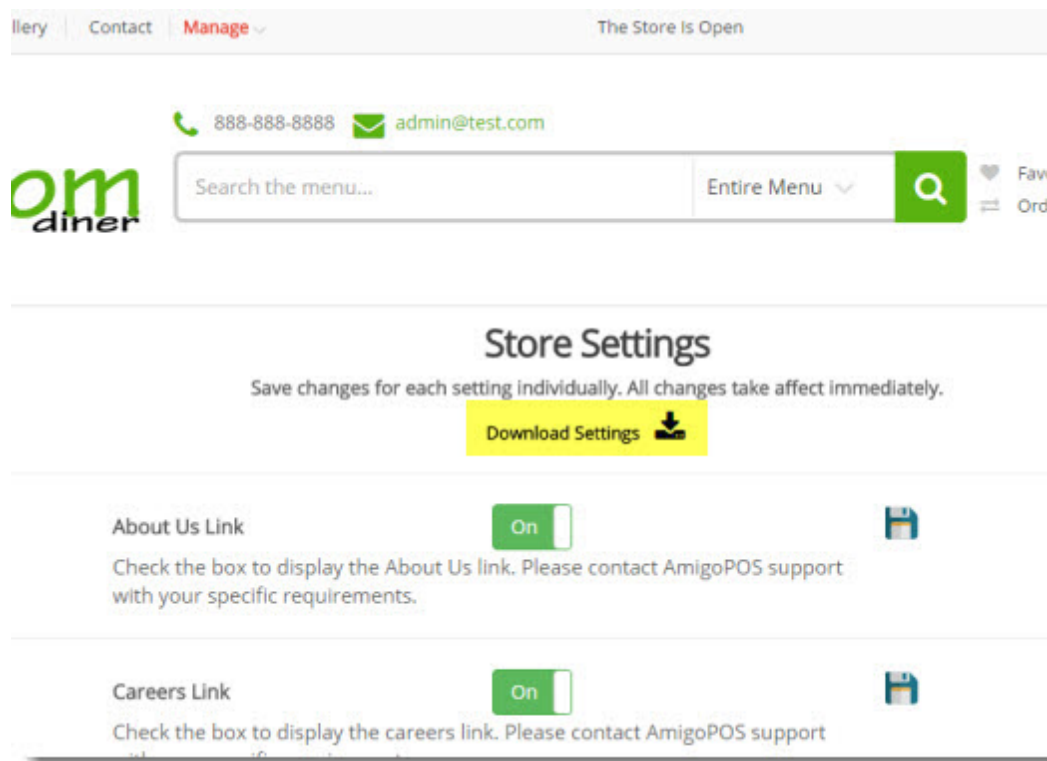 llery Contact Manage The Store Is Open
888-888-8888 admin@test.com
om
diner
Search the menu... Entire Menu
Fav
Ord
Store Settings
Save changes for each setting individually. All changes take affect immediately.
Download Settings
About Us Link On
Check the box to display the About Us link. Please contact AmigoPOS support
with your specific requirements.
Careers Link On
Check the box to display the careers link. Please contact AmigoPOS support